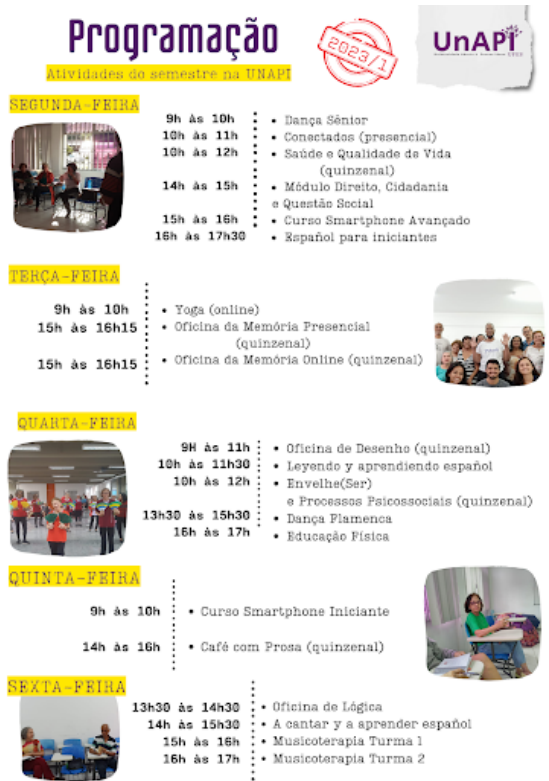 Programação
2023/1
UnAPI
Atividades do semestre na UNAPI
SEGUNDA-FEIRA
9h às 10h • Dança Sênior
10h às 11h • Conectados (presencial)
10h às 12h • Saúde e Qualidade de Vida
(quinzenal)
14h às 15h • Módulo Direito, Cidadania
e Questão Social
15h às 16h • Curso Smartphone Avançado
16h às 17h30 • Español para iniciantes
TERÇA-FEIRA
9h às 10h • Yoga (online)
15h às 16h15 • Oficina da Memória Presencial
(quinzenal)
15h às 16h15 • Oficina da Memória Online (quinzenal)
QUARTA-FEIRA
9H às 11h • Oficina de Desenho (quinzenal)
10h às 11h30 • Leyendo y aprendiendo español
10h às 12h • Envelhe(Ser)
e Processos Psicossociais (quinzenal)
13h30 às 15h30 • Dança Flamenca
16h às 17h • Educação Física
QUINTA-FEIRA
9h às 10h • Curso Smartphone Iniciante
14h às 16h • Café com Prosa (quinzenal)
SEXTA-FEIRA
13h30 às 14h30 • Oficina de Lógica
14h às 15h30 • A cantar y a aprender español
15h às 16h • Musicoterapia Turma 1
16h às 17h • Musicoterapia Turma 2